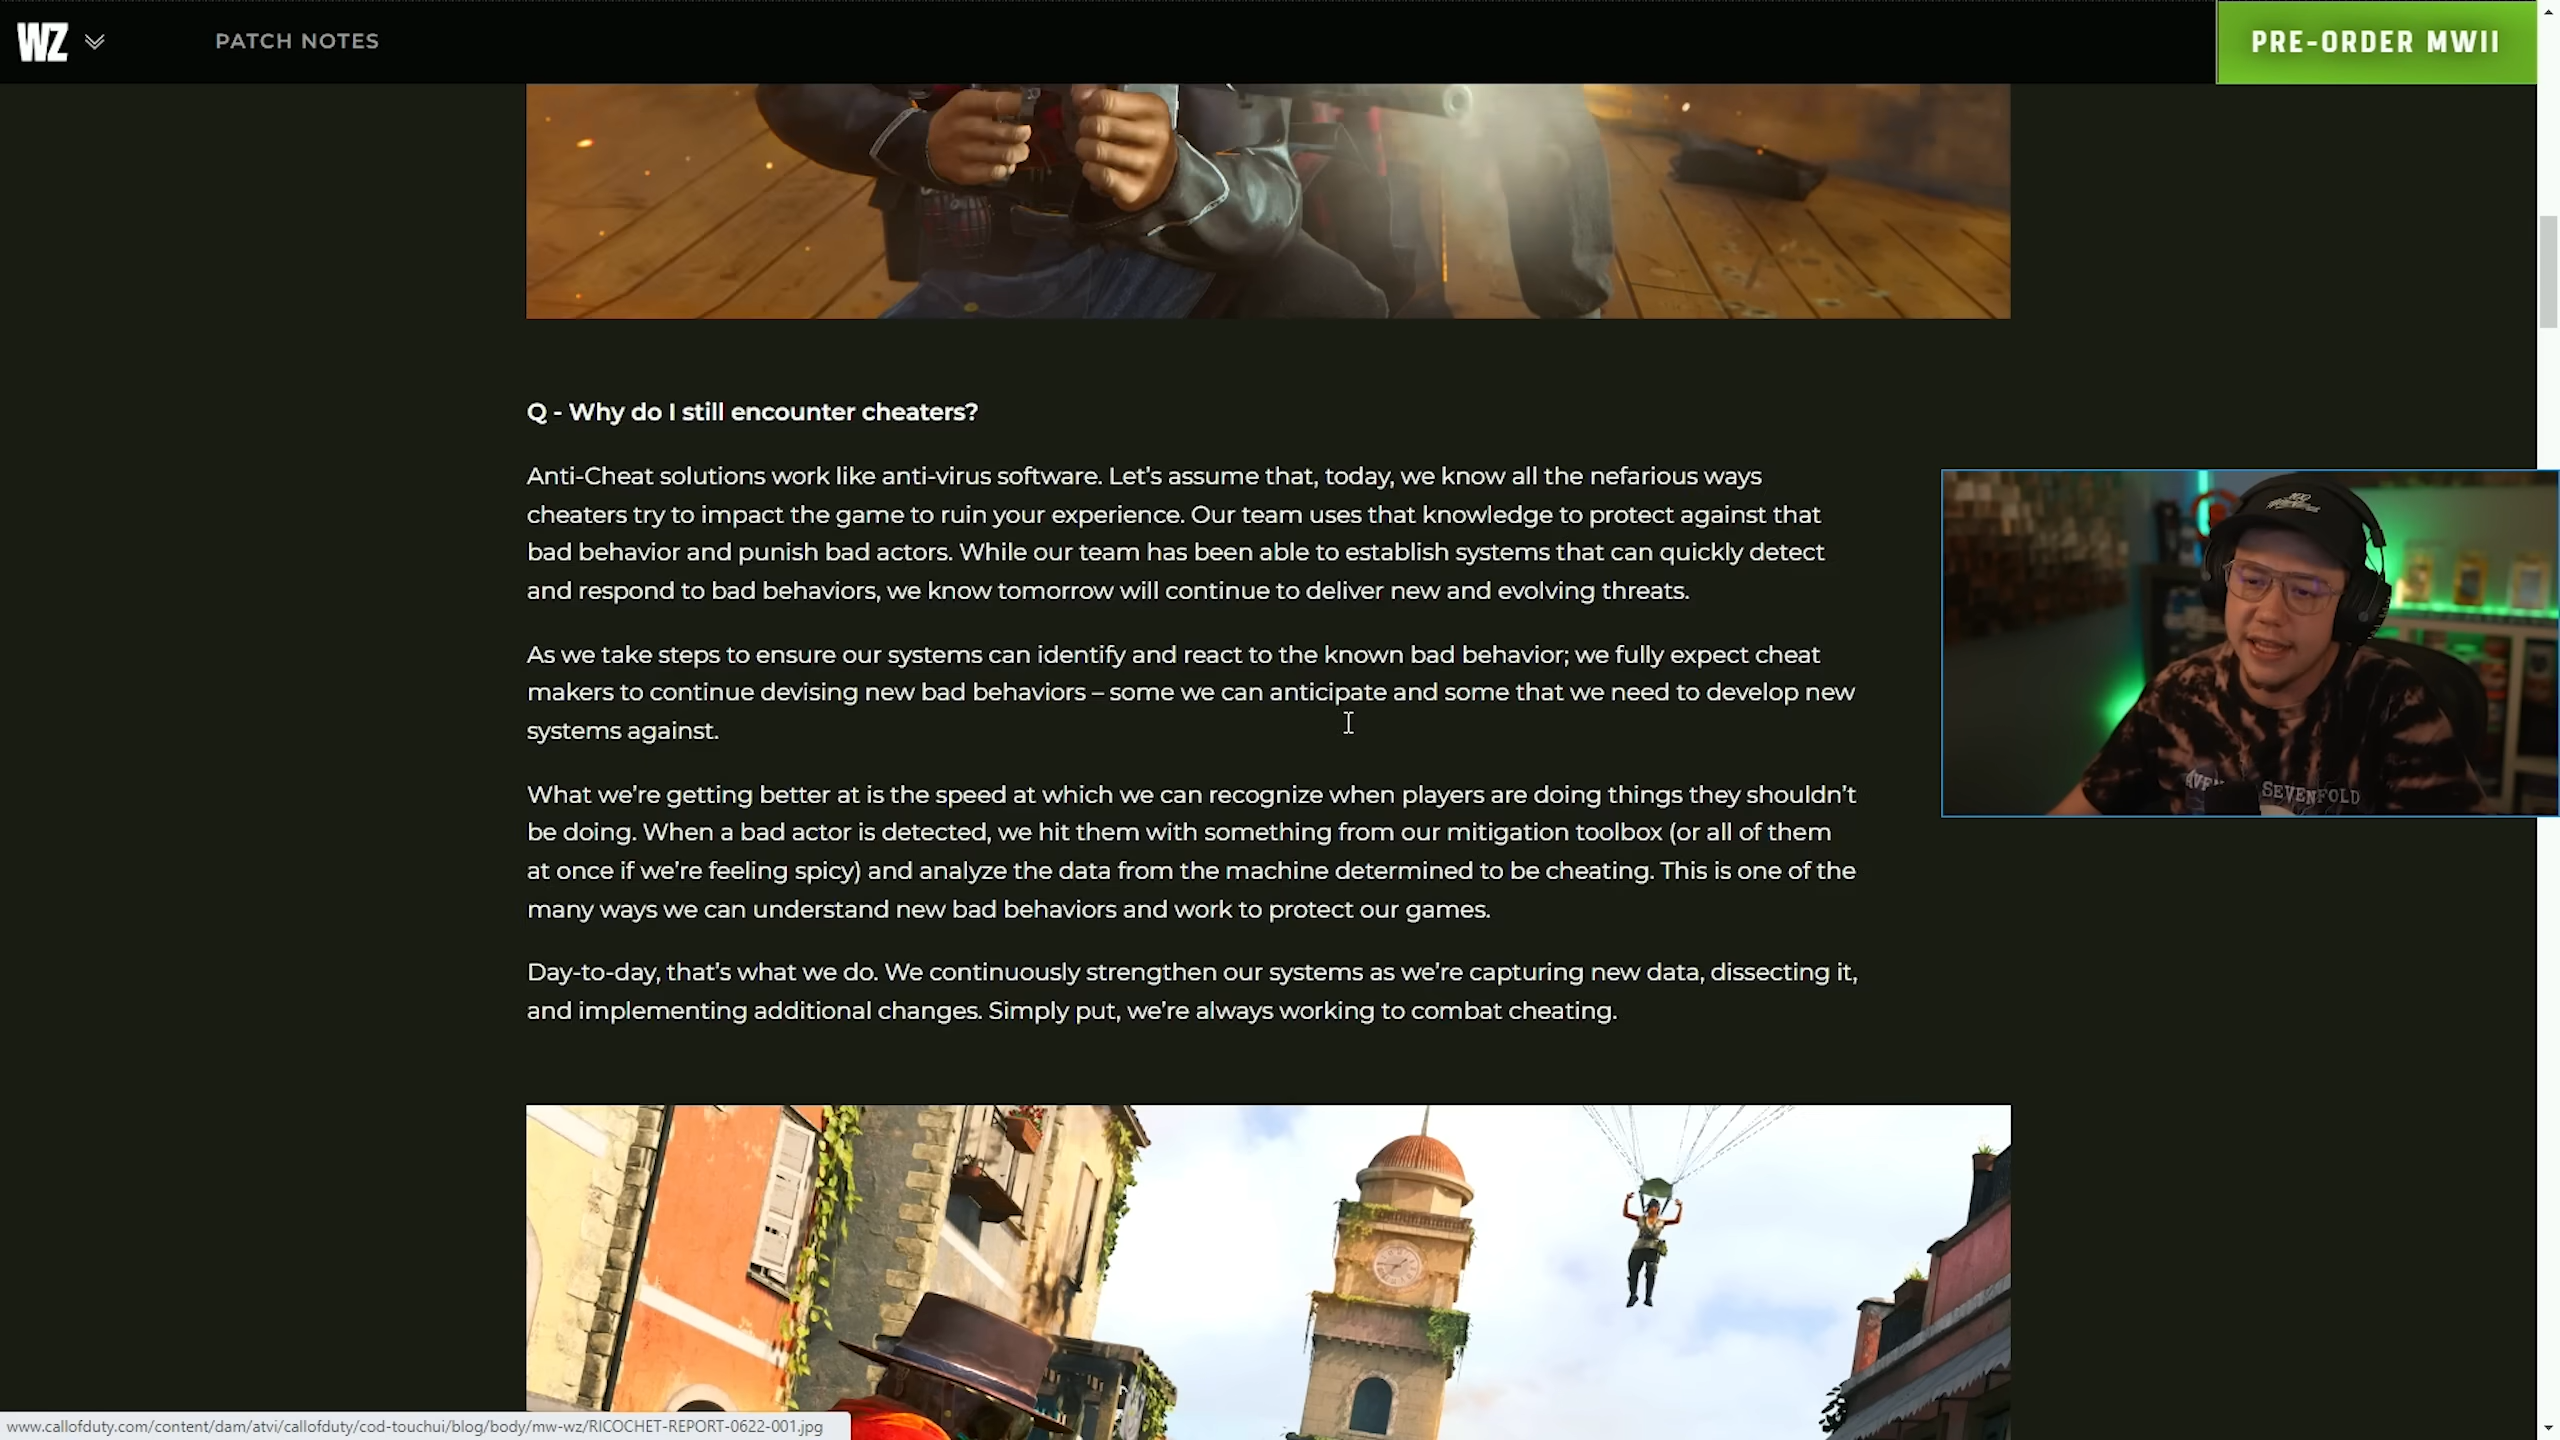 WZ
PATCH NOTES
PRE-ORDER MWII
Q - Why do I still encounter cheaters?
Anti-Cheat solutions work like anti-virus software. Let’s assume that, today, we know all the nefarious ways
cheaters try to impact the game to ruin your experience. Our team uses that knowledge to protect against that
bad behavior and punish bad actors. While our team has been able to establish systems that can quickly detect
and respond to bad behaviors, we know tomorrow will continue to deliver new and evolving threats.
As we take steps to ensure our systems can identify and react to the known bad behavior; we fully expect cheat
makers to continue devising new bad behaviors – some we can anticipate and some that we need to develop new
systems against.
What we’re getting better at is the speed at which we can recognize when players are doing things they shouldn’t
be doing. When a bad actor is detected, we hit them with something from our mitigation toolbox (or all of them
at once if we’re feeling spicy) and analyze the data from the machine determined to be cheating. This is one of the
many ways we can understand new bad behaviors and work to protect our games.
Day-to-day, that’s what we do. We continuously strengthen our systems as we’re capturing new data, dissecting it,
and implementing additional changes. Simply put, we’re always working to combat cheating.
SEVENFOLD
www.callofduty.com/content/dam/atvi/callofduty/cod-touchui/blog/body/mw-wz/RICOCHET-REPORT-0622-001.jpg